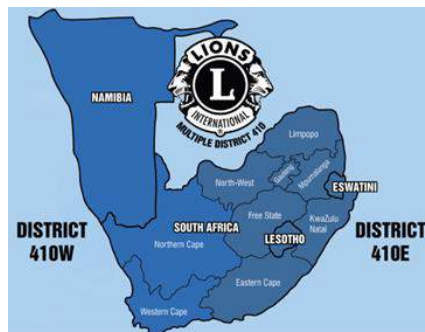 LIONS
L
INTERNATIONAL
®
MULTIPLE DISTRICT 410
NAMIBIA
Limpopo
North-West
Gauteng
Mpumalanga
ESWATINI
Free State
KwaZulu
Natal
SOUTH AFRICA
LESOTHO
DISTRICT
410W
Northern Cape
DISTRICT
410E
Eastern Cape
Western Cape